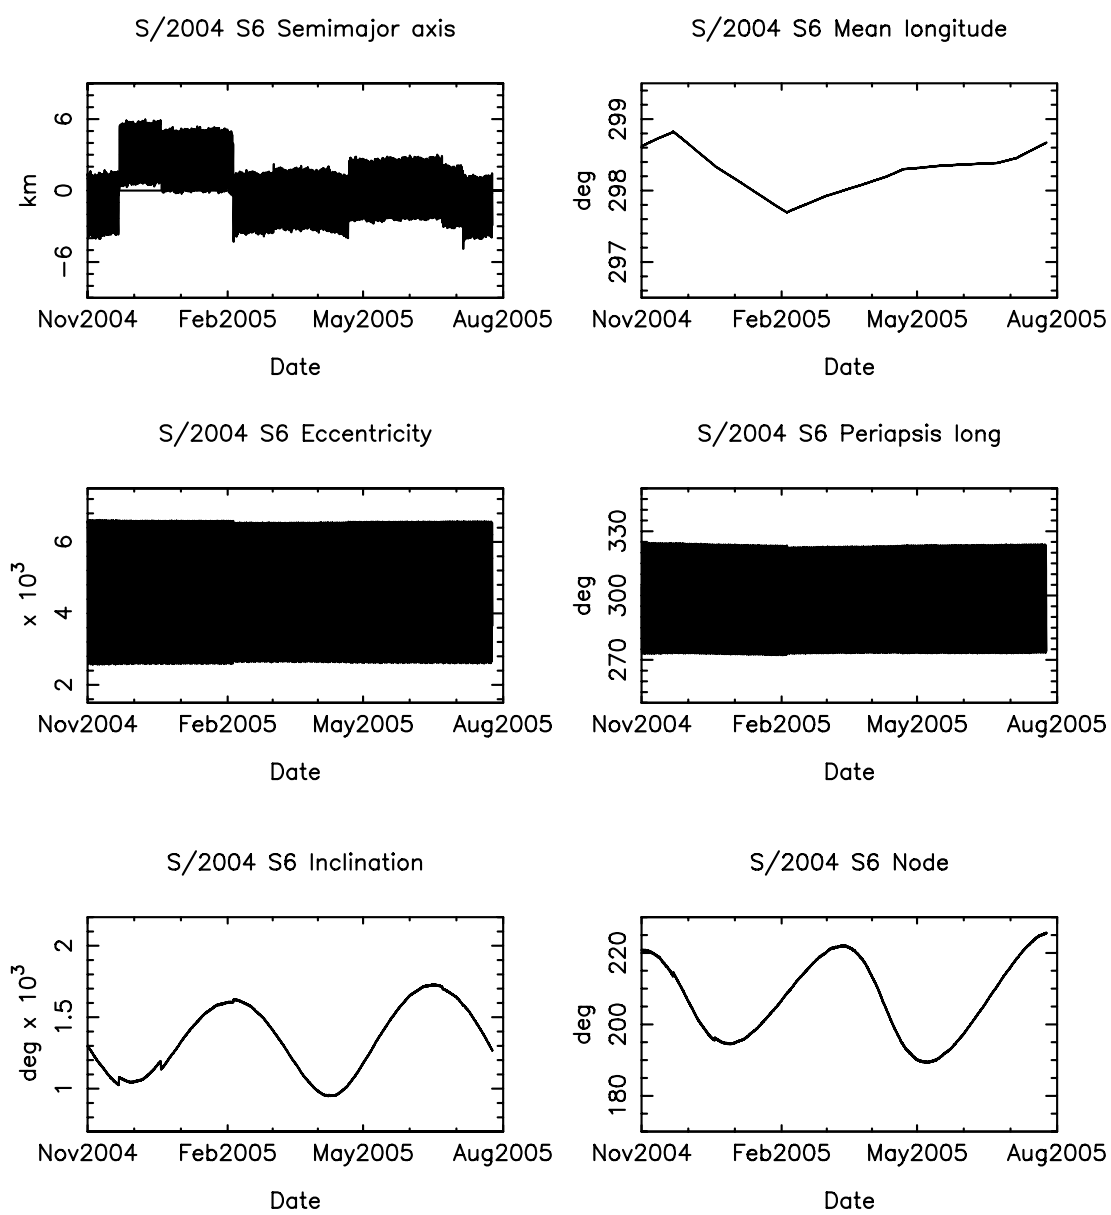 S/2004 S6 Semimajor axis
km
6
0
−6
Nov2004 Feb2005 May2005 Aug2005
Date
S/2004 S6 Mean longitude
deg
299
298
297
Nov2004 Feb2005 May2005 Aug2005
Date
S/2004 S6 Eccentricity
x 10³
6
4
2
Nov2004 Feb2005 May2005 Aug2005
Date
S/2004 S6 Periapsis long
deg
330
300
270
Nov2004 Feb2005 May2005 Aug2005
Date
S/2004 S6 Inclination
deg x 10³
2
1.5
1
Nov2004 Feb2005 May2005 Aug2005
Date
S/2004 S6 Node
deg
220
200
180
Nov2004 Feb2005 May2005 Aug2005
Date